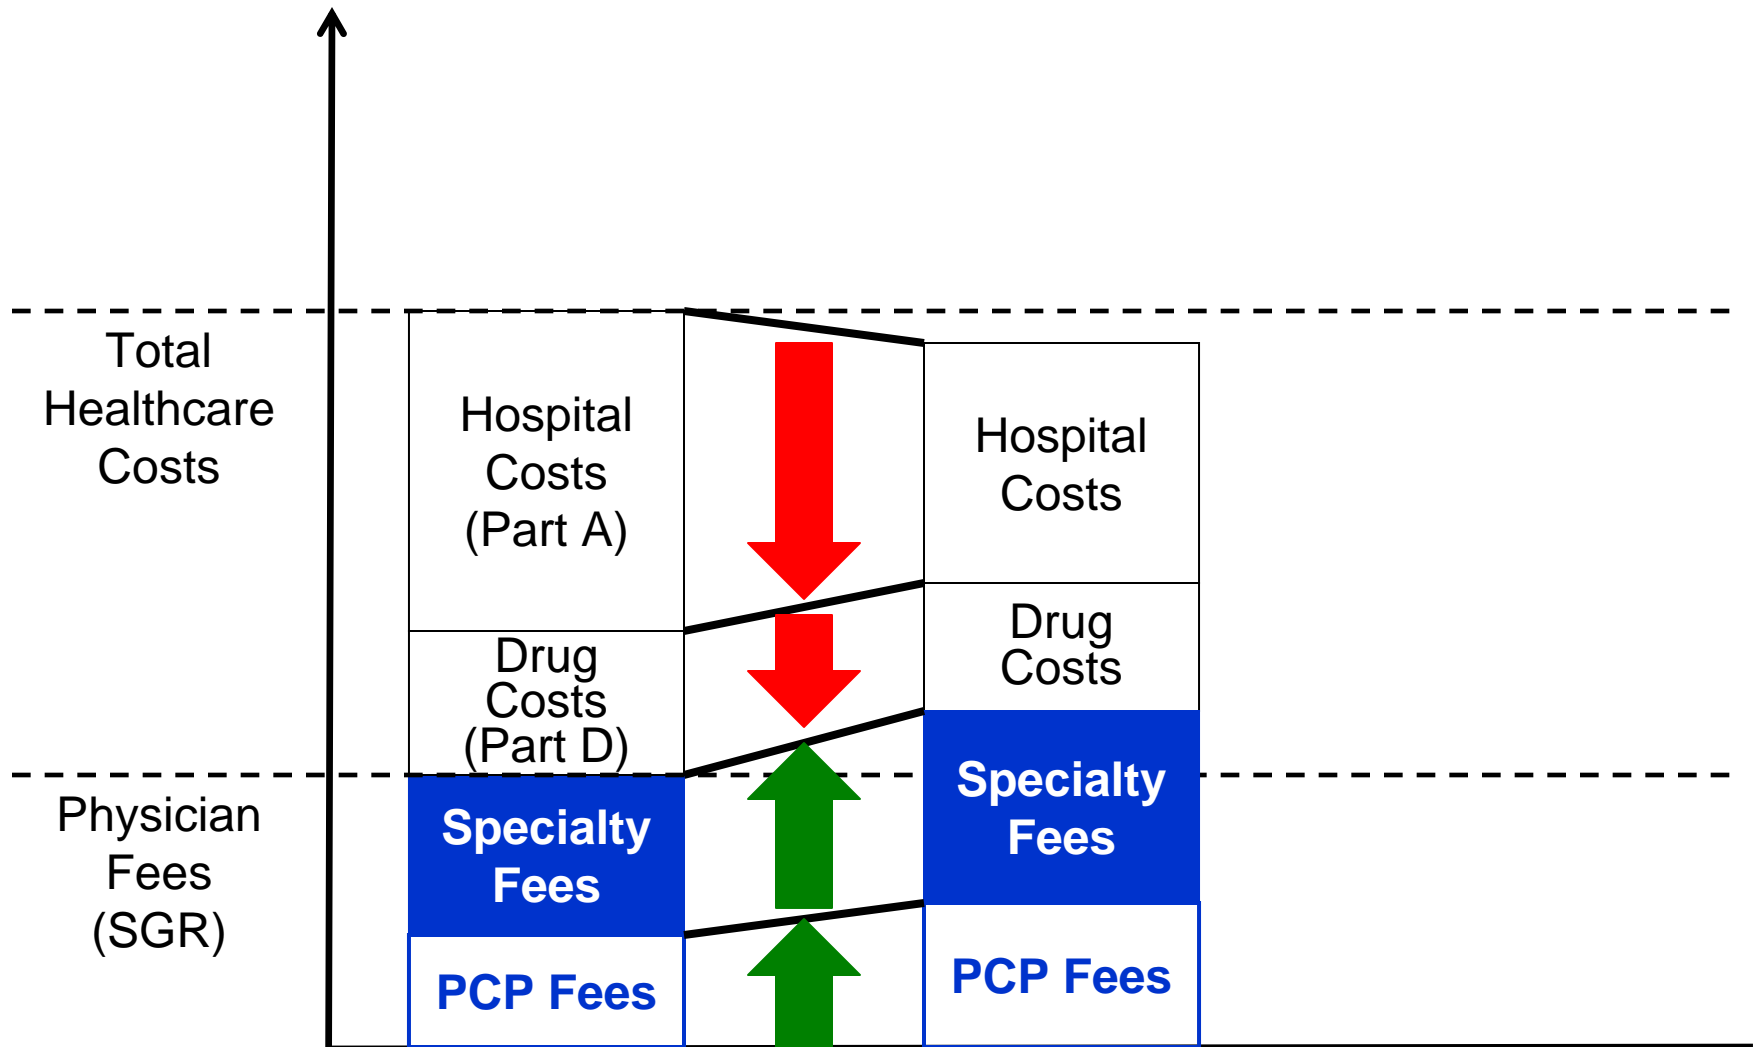 Total
Healthcare
Costs
Physician
Fees
(SGR)
Hospital
Costs
(Part A)
Drug
Costs
(Part D)
Specialty
Fees
PCP Fees
Hospital
Costs
Drug
Costs
Specialty
Fees
PCP Fees